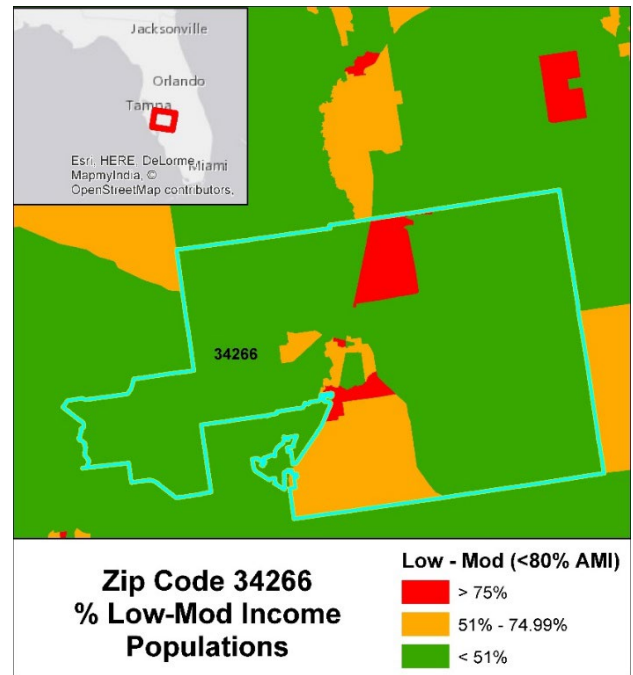 Jacksonville
Orlando
Tampa
Esri, HERE, DeLorme,
Miami
MapmyIndia, ©
OpenStreetMap contributors,
34266
Zip Code 34266
% Low-Mod Income
Populations
Low - Mod (<80% AMI)
> 75%
51% - 74.99%
< 51%